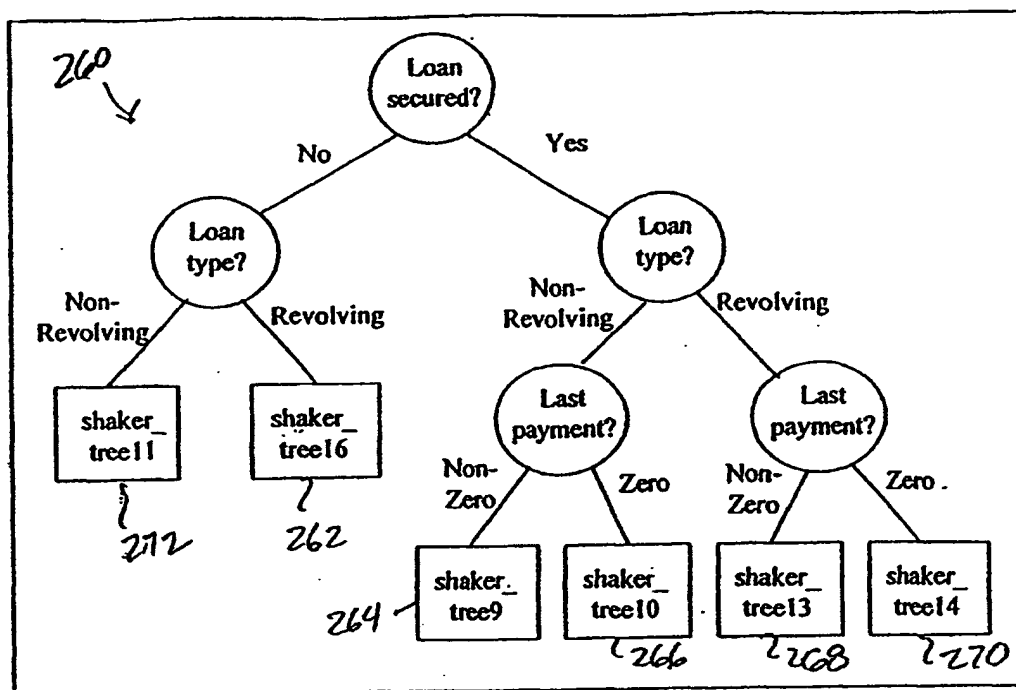 260
Loan
secured?
No
Yes
Loan
type?
Loan
type?
Non-
Revolving
Revolving
Non-
Revolving
Revolving
shaker_
tree11
shaker_
tree16
Last
payment?
Last
payment?
272
262
Non-
Zero
Zero
Non-
Zero
Zero
264
shaker_
tree9
shaker_
tree10
shaker_
tree13
shaker_
tree14
266
268
270